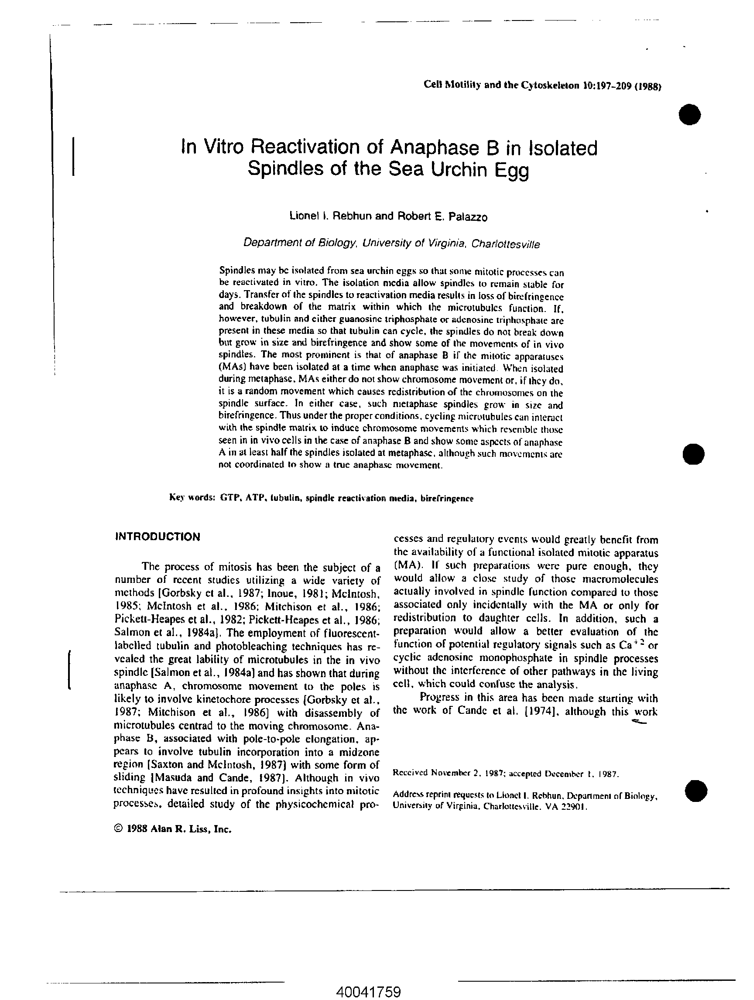 Cell Motility and the Cytoskeleton 10:197–209 (1988)
In Vitro Reactivation of Anaphase B in Isolated
Spindles of the Sea Urchin Egg
Lionel I. Rebhun and Robert E. Palazzo
Department of Biology, University of Virginia, Charlottesville
Spindles may be isolated from sea urchin eggs so that some mitotic processes can
be reactivated in vitro. The isolation media allow spindles to remain stable for
days. Transfer of the spindles to reactivation media results in loss of birefringence
and breakdown of the matrix within which the microtubules function. If,
however, tubulin and either guanosine triphosphate or adenosine triphosphate are
present in these media so that tubulin can cycle, the spindles do not break down
but grow in size and birefringence and show some of the movements of in vivo
spindles. The most prominent is that of anaphase B if the mitotic apparatuses
(MAs) have been isolated at a time when anaphase was initiated. When isolated
during metaphase, MAs either do not show chromosome movement or, if they do,
it is a random movement which causes redistribution of the chromosomes on the
spindle surface. In either case, such metaphase spindles grow in size and
birefringence. Thus under the proper conditions, cycling microtubules can interact
with the spindle matrix to induce chromosome movements which resemble those
seen in in vivo cells in the case of anaphase B and show some aspects of anaphase
A in at least half the spindles isolated at metaphase, although such movements are
not coordinated to show a true anaphase movement.
Key words: GTP, ATP, tubulin, spindle reactivation media, birefringence
INTRODUCTION
The process of mitosis has been the subject of a
number of recent studies utilizing a wide variety of
methods [Gorbsky et al., 1987; Inoue, 1981; McIntosh,
1985; McIntosh et al., 1986; Mitchison et al., 1986;
Pickett-Heapes et al., 1982; Pickett-Heapes et al., 1986;
Salmon et al., 1984a]. The employment of fluorescent-
labelled tubulin and photobleaching techniques has re-
vealed the great lability of microtubules in the in vivo
spindle [Salmon et al., 1984a] and has shown that during
anaphase A, chromosome movement to the poles is
likely to involve kinetochore processes [Gorbsky et al.,
1987; Mitchison et al., 1986] with disassembly of
microtubules centrad to the moving chromosome. Ana-
phase B, associated with pole-to-pole elongation, ap-
pears to involve tubulin incorporation into a midzone
region [Saxton and McIntosh, 1987] with some form of
sliding [Masuda and Cande, 1987]. Although in vivo
techniques have resulted in profound insights into mitotic
processes, detailed study of the physicochemical pro-
© 1988 Alan R. Liss, Inc.
cesses and regulatory events would greatly benefit from
the availability of a functional isolated mitotic apparatus
(MA). If such preparations were pure enough, they
would allow a close study of those macromolecules
actually involved in spindle function compared to those
associated only incidentally with the MA or only for
redistribution to daughter cells. In addition, such a
preparation would allow a better evaluation of the
function of potential regulatory signals such as Ca⁺² or
cyclic adenosine monophosphate in spindle processes
without the interference of other pathways in the living
cell, which could confuse the analysis.
Progress in this area has been made starting with
the work of Cande et al. [1974], although this work
Received November 2, 1987; accepted December 1, 1987.
Address reprint requests to Lionel I. Rebhun, Department of Biology,
University of Virginia, Charlottesville, VA 22901.
40041759